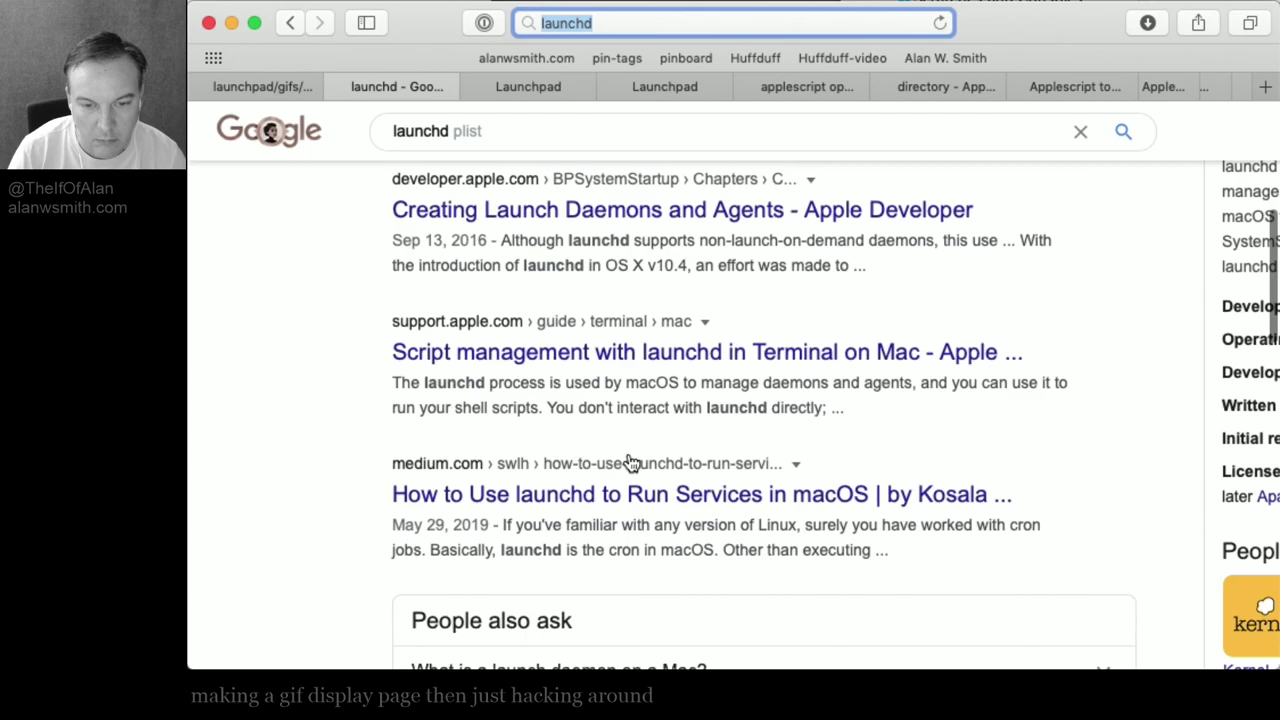 launchd
alanwsmith.com pin-tags pinboard Huffduff Huffduff-video Alan W. Smith
launchpad/gifs/... launchd - Goo... Launchpad Launchpad applescript op... directory - App... Applescript to... Apple... ...
Google
launchd plist
@TheIfOfAlan
alanwsmith.com
developer.apple.com › BPSystemStartup › Chapters › C...
Creating Launch Daemons and Agents - Apple Developer
Sep 13, 2016 - Although launchd supports non-launch-on-demand daemons, this use ... With
the introduction of launchd in OS X v10.4, an effort was made to ...
support.apple.com › guide › terminal › mac
Script management with launchd in Terminal on Mac - Apple ...
The launchd process is used by macOS to manage daemons and agents, and you can use it to
run your shell scripts. You don't interact with launchd directly; ...
medium.com › swlh › how-to-use-launchd-to-run-servi...
How to Use launchd to Run Services in macOS | by Kosala ...
May 29, 2019 - If you've familiar with any version of Linux, surely you have worked with cron
jobs. Basically, launchd is the cron in macOS. Other than executing ...
People also ask
What is a launch daemon on a Mac?
launchd
manage
macOS
SystemS
launchd
Develop
Operati
Develop
Written
Initial re
License
later Apa
Peopl
kern
Kernel
making a gif display page then just hacking around